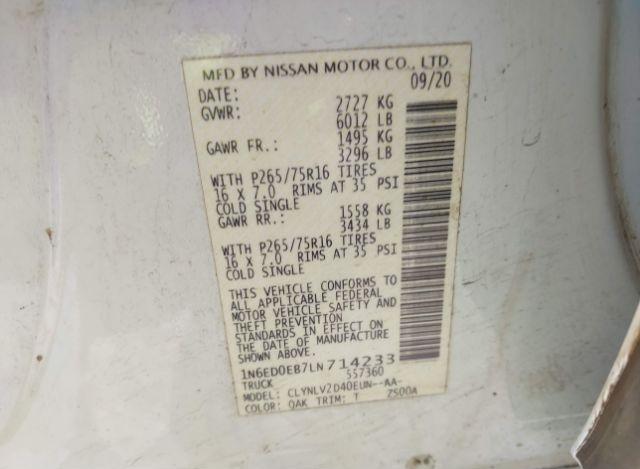 MFD BY NISSAN MOTOR CO., LTD.
DATE: 09/20
GVWR: 2727 KG
6012 LB
GAWR FR.: 1495 KG
3296 LB
WITH P265/75R16 TIRES
16 X 7.0 RIMS AT 35 PSI
COLD SINGLE
GAWR RR.: 1558 KG
3434 LB
WITH P265/75R16 TIRES
16 X 7.0 RIMS AT 35 PSI
COLD SINGLE
THIS VEHICLE CONFORMS TO
ALL APPLICABLE FEDERAL
MOTOR VEHICLE SAFETY AND
THEFT PREVENTION
STANDARDS IN EFFECT ON
THE DATE OF MANUFACTURE
1N6ED0EB7LN714233
TRUCK 557360
MODEL: CLYNLV2D40EUN--AA-
COLOR: QAK TRIM: T 7S00A